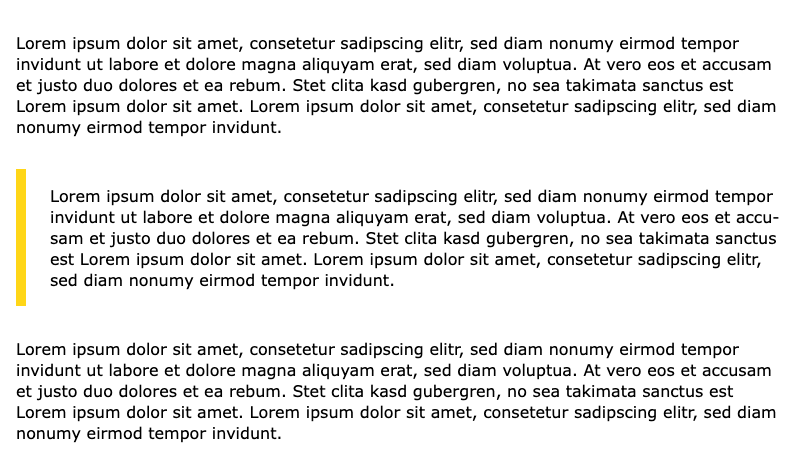 Lorem ipsum dolor sit amet, consetetur sadipscing elitr, sed diam nonumy eirmod tempor
invidunt ut labore et dolore magna aliquyam erat, sed diam voluptua. At vero eos et accusam
et justo duo dolores et ea rebum. Stet clita kasd gubergren, no sea takimata sanctus est
Lorem ipsum dolor sit amet. Lorem ipsum dolor sit amet, consetetur sadipscing elitr, sed diam
nonumy eirmod tempor invidunt.
Lorem ipsum dolor sit amet, consetetur sadipscing elitr, sed diam nonumy eirmod tempor
invidunt ut labore et dolore magna aliquyam erat, sed diam voluptua. At vero eos et accu-
sam et justo duo dolores et ea rebum. Stet clita kasd gubergren, no sea takimata sanctus
est Lorem ipsum dolor sit amet. Lorem ipsum dolor sit amet, consetetur sadipscing elitr,
sed diam nonumy eirmod tempor invidunt.
Lorem ipsum dolor sit amet, consetetur sadipscing elitr, sed diam nonumy eirmod tempor
invidunt ut labore et dolore magna aliquyam erat, sed diam voluptua. At vero eos et accusam
et justo duo dolores et ea rebum. Stet clita kasd gubergren, no sea takimata sanctus est
Lorem ipsum dolor sit amet. Lorem ipsum dolor sit amet, consetetur sadipscing elitr, sed diam
nonumy eirmod tempor invidunt.